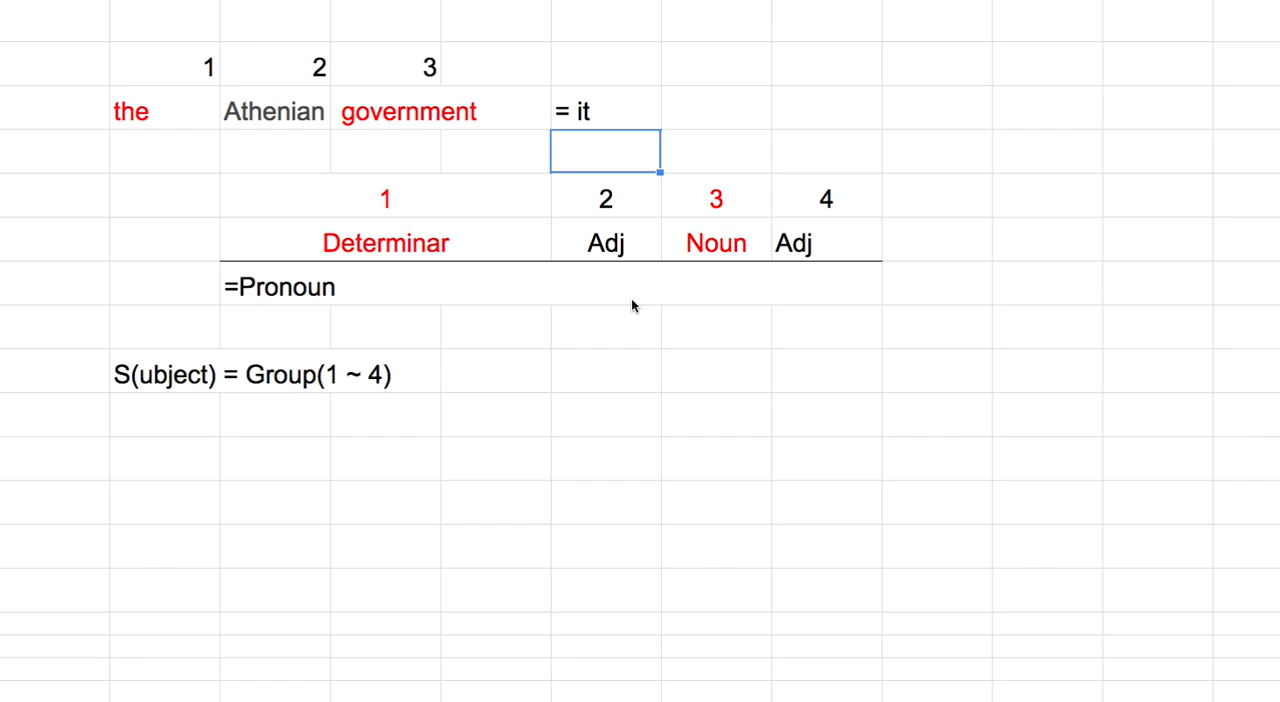 1 2 3
the Athenian government = it
1 2 3 4
Determinar Adj Noun Adj
=Pronoun
S(ubject) = Group(1 ~ 4)